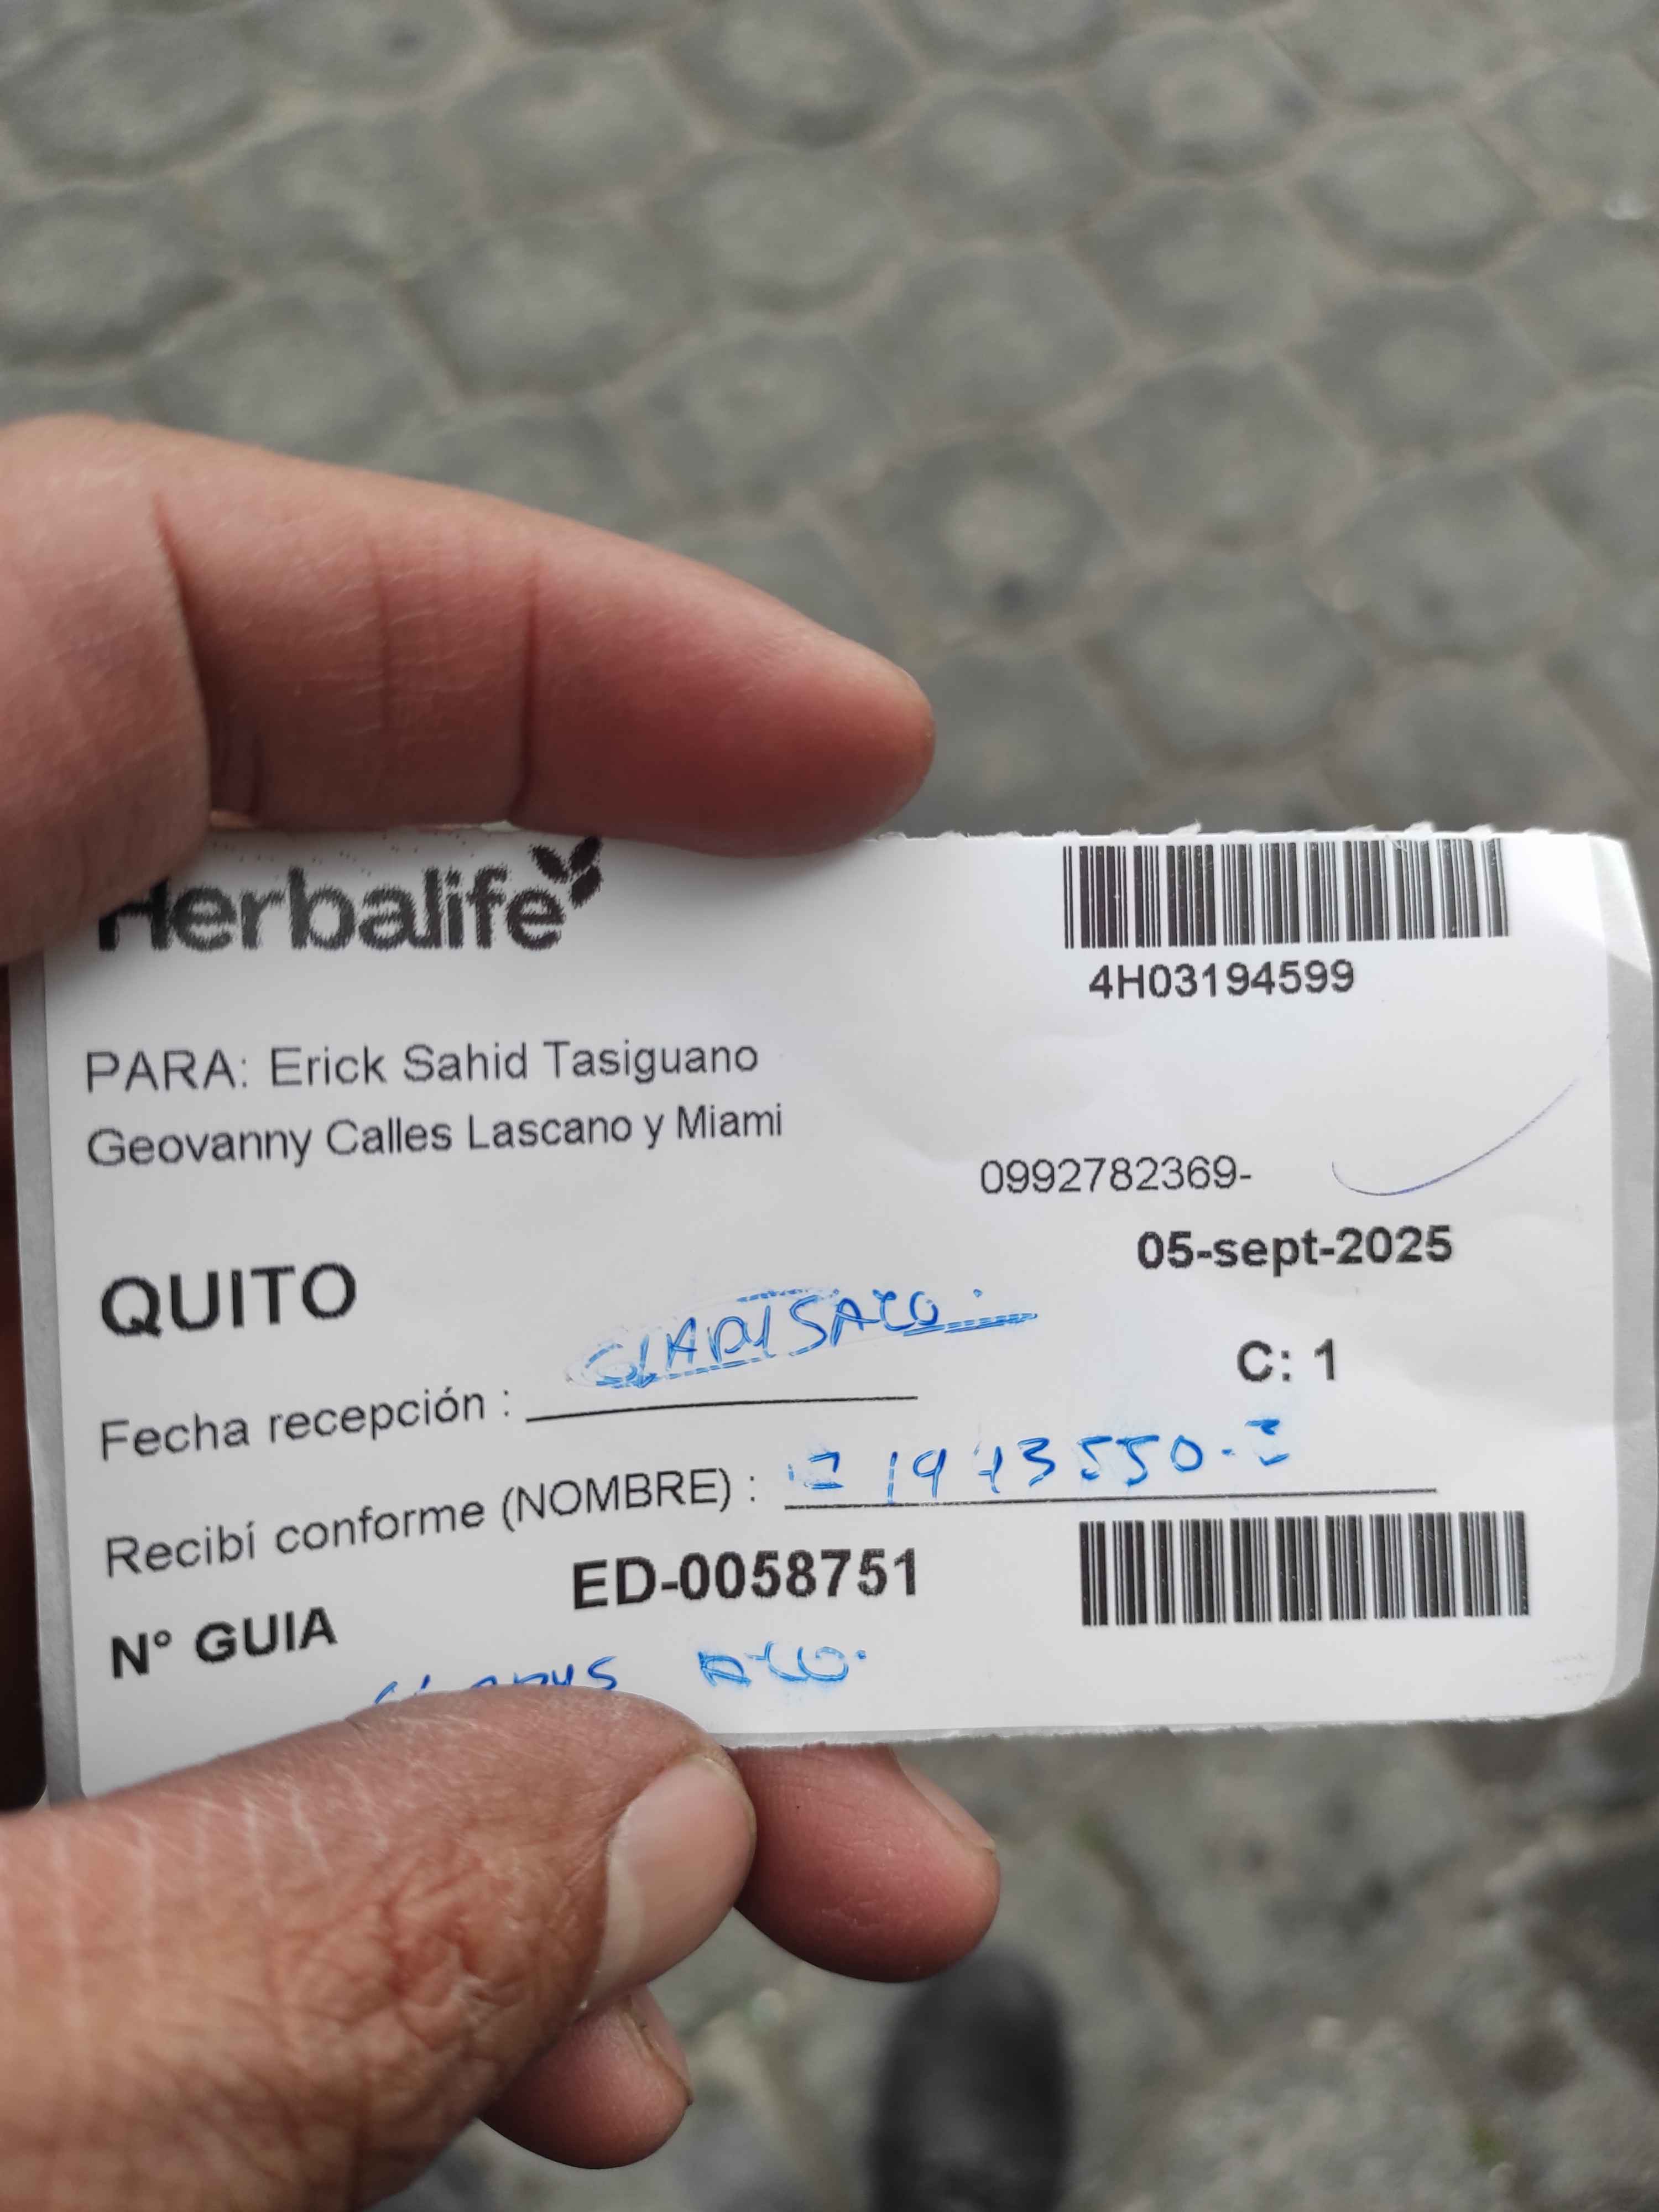 Herbalife
4H03194599
PARA: Erick Sahid Tasiguano
Geovanny Calles Lascano y Miami
0992782369-
05-sept-2025
QUITO
C: 1
Fecha recepción :
Recibí conforme (NOMBRE) :
ED-0058751
N° GUIA